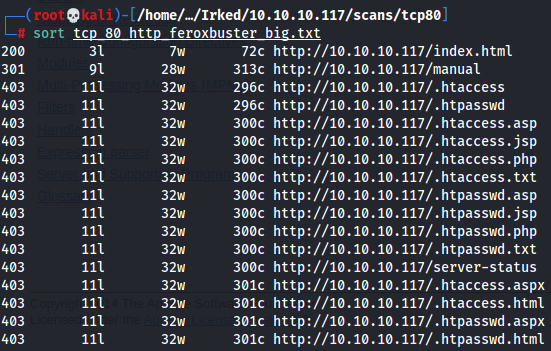 (root💀kali)-[/home/…/Irked/10.10.10.117/scans/tcp80]
# sort tcp_80_http_feroxbuster_big.txt
200 3l 7w 72c http://10.10.10.117/index.html
301 9l 28w 313c http://10.10.10.117/manual
403 11l 32w 296c http://10.10.10.117/.htaccess
403 11l 32w 296c http://10.10.10.117/.htpasswd
403 11l 32w 300c http://10.10.10.117/.htaccess.asp
403 11l 32w 300c http://10.10.10.117/.htaccess.jsp
403 11l 32w 300c http://10.10.10.117/.htaccess.php
403 11l 32w 300c http://10.10.10.117/.htaccess.txt
403 11l 32w 300c http://10.10.10.117/.htpasswd.asp
403 11l 32w 300c http://10.10.10.117/.htpasswd.jsp
403 11l 32w 300c http://10.10.10.117/.htpasswd.php
403 11l 32w 300c http://10.10.10.117/.htpasswd.txt
403 11l 32w 300c http://10.10.10.117/server-status
403 11l 32w 301c http://10.10.10.117/.htaccess.aspx
403 11l 32w 301c http://10.10.10.117/.htaccess.html
403 11l 32w 301c http://10.10.10.117/.htpasswd.aspx
403 11l 32w 301c http://10.10.10.117/.htpasswd.html